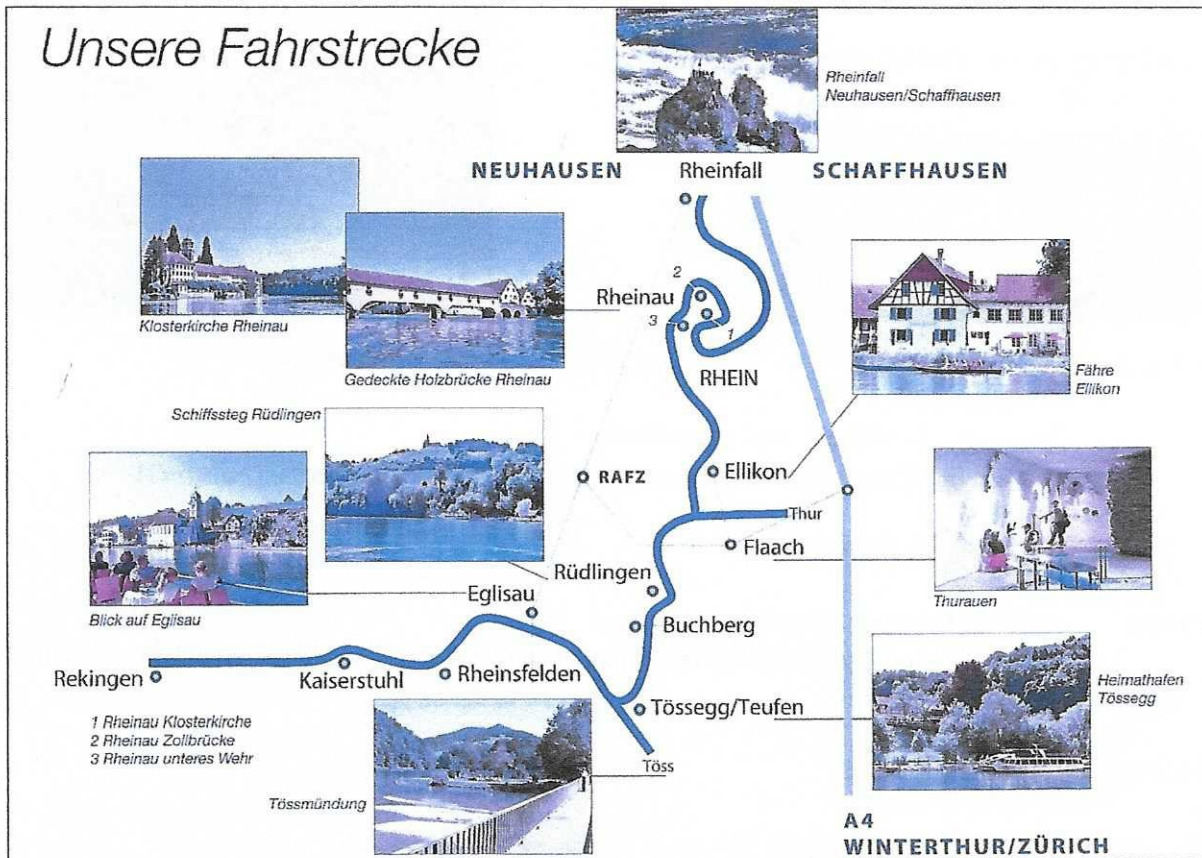 Unsere Fahrstrecke
Rheinfall
Neuhausen/Schaffhausen
NEUHAUSEN
Rheinfall
SCHAFFHAUSEN
Klosterkirche Rheinau
Gedeckte Holzbrücke Rheinau
Rheinau
2
3
1
RHEIN
Fähre
Ellikon
Schiffssteg Rüdlingen
RAFZ
Ellikon
Thur
Flaach
Thurauen
Blick auf Eglisau
Rüdlingen
Eglisau
Buchberg
Rekingen
Kaiserstuhl
Rheinsfelden
Tössegg/Teufen
Heimathafen
Tössegg
1 Rheinau Klosterkirche
2 Rheinau Zollbrücke
3 Rheinau unteres Wehr
Töss
Tössmündung
A4
WINTERTHUR/ZÜRICH